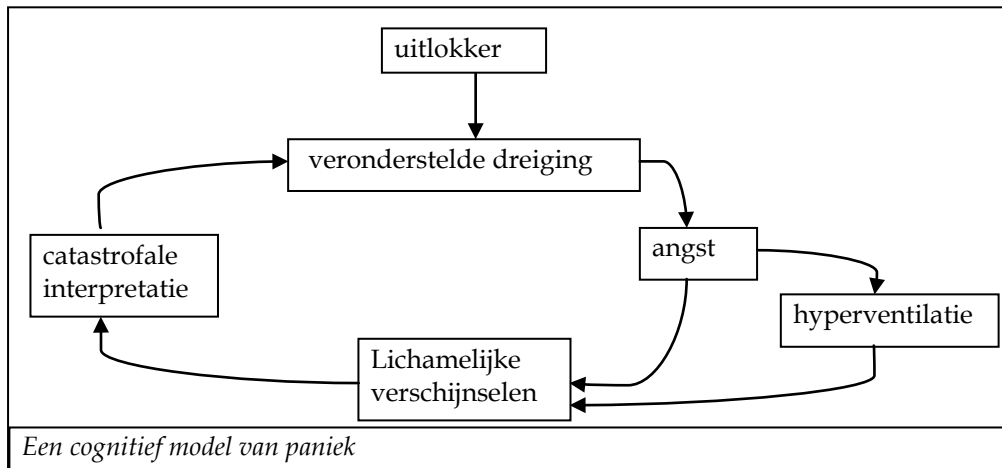 uitlokker
veronderstelde dreiging
angst
catastrofale
interpretatie
hyperventilatie
Lichamelijke
verschijnselen
Een cognitief model van paniek